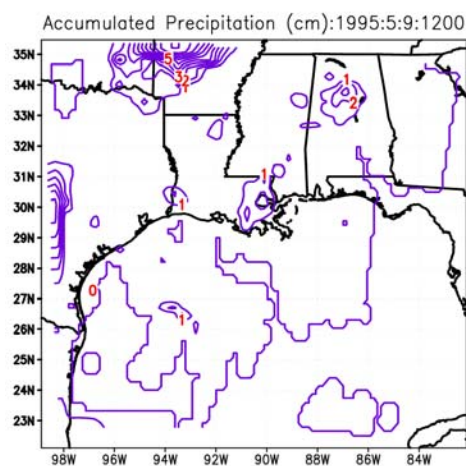 Accumulated Precipitation (cm):1995:5:9:1200
35N
5
1
34N
3
2
2
33N
32N
31N
1
30N
1
29N
28N
0
27N
26N
1
25N
24N
23N
98W 96W 94W 92W 90W 88W 86W 84W